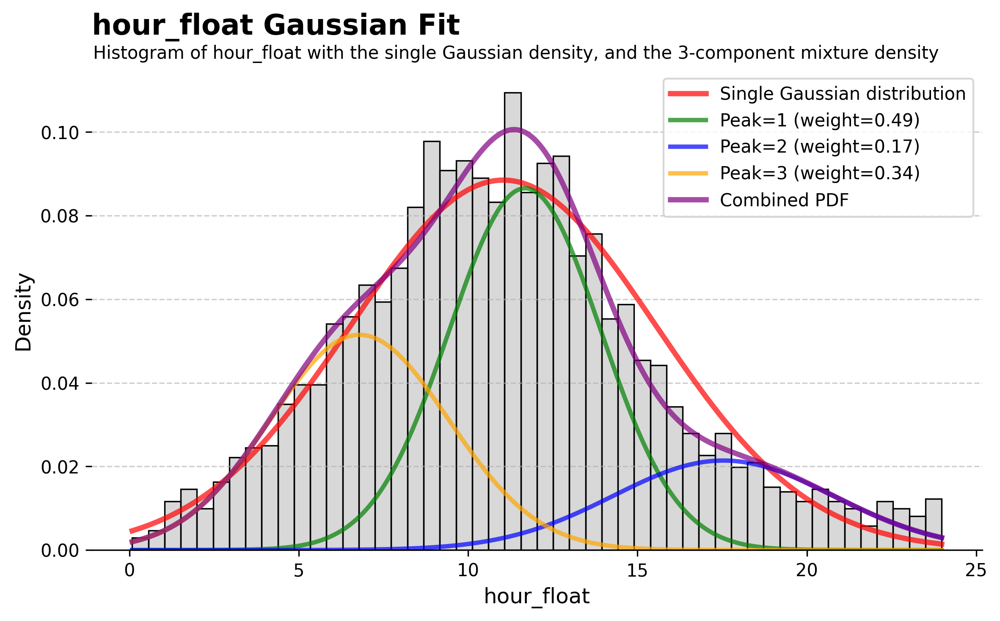 hour_float Gaussian Fit
Histogram of hour_float with the single Gaussian density, and the 3-component mixture density
Single Gaussian distribution
Peak=1 (weight=0.49)
Peak=2 (weight=0.17)
Peak=3 (weight=0.34)
Combined PDF
0.10
0.08
0.06
0.04
0.02
0.00
Density
0 5 10 15 20 25
hour_float